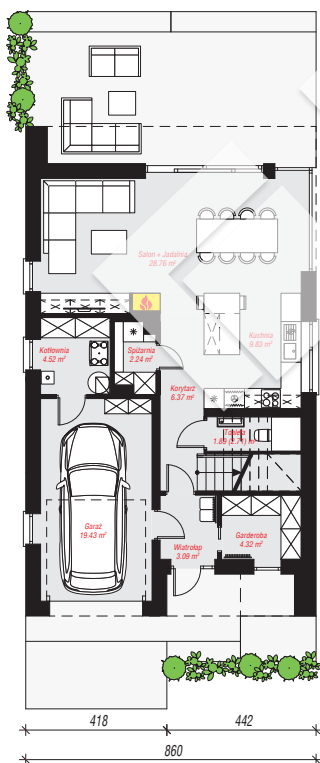 Salon + Jadalnia
28.76 m²
Kuchnia
9.83 m²
Kotłownia
4.52 m²
Spiżarnia
2.24 m²
Korytarz
6.37 m²
Toaleta
1.85 (2.71) m²
Garaż
19.43 m²
Wiatrołap
3.09 m²
Garderoba
4.32 m²
418
442
860